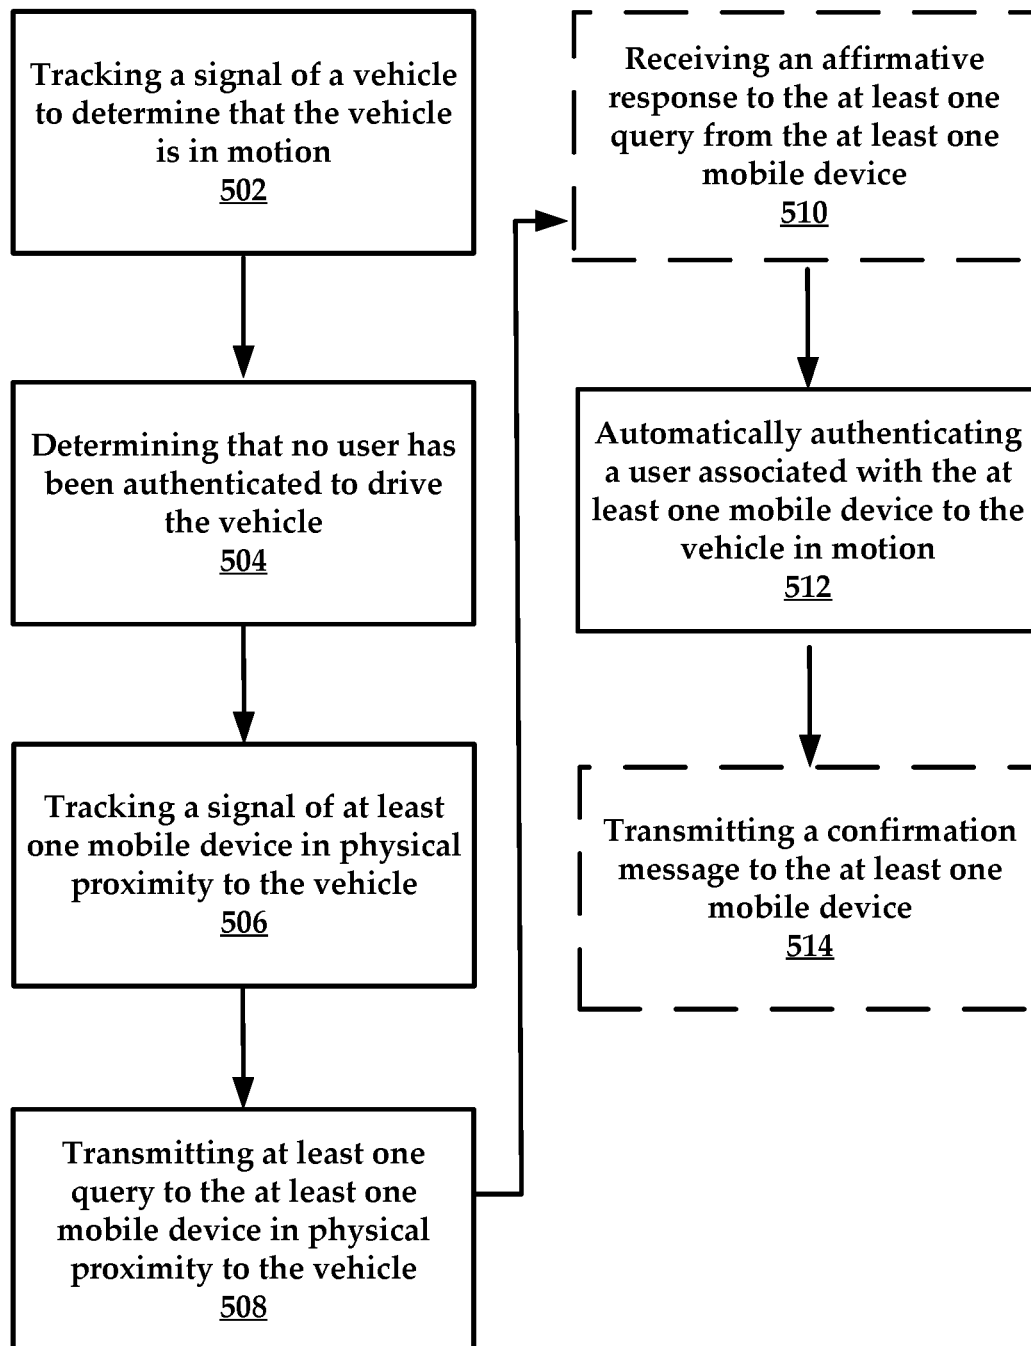 Tracking a signal of a vehicle
to determine that the vehicle
is in motion
502
Determining that no user has
been authenticated to drive
the vehicle
504
Tracking a signal of at least
one mobile device in physical
proximity to the vehicle
506
Transmitting at least one
query to the at least one
mobile device in physical
proximity to the vehicle
508
Receiving an affirmative
response to the at least one
query from the at least one
mobile device
510
Automatically authenticating
a user associated with the at
least one mobile device to the
vehicle in motion
512
Transmitting a confirmation
message to the at least one
mobile device
514